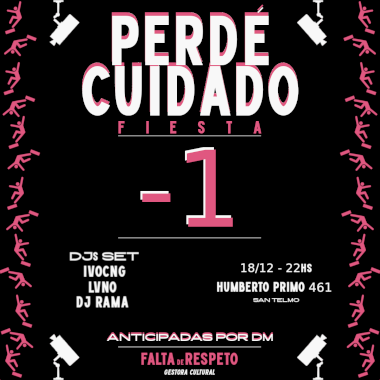 PERDÉ
CUIDADO
FIESTA
-1
DJs SET
IVOCNG
LVNO
DJ RAMA
18/12 - 22HS
HUMBERTO PRIMO 461
SAN TELMO
ANTICIPADAS POR DM
FALTA DE RESPETO
GESTORA CULTURAL